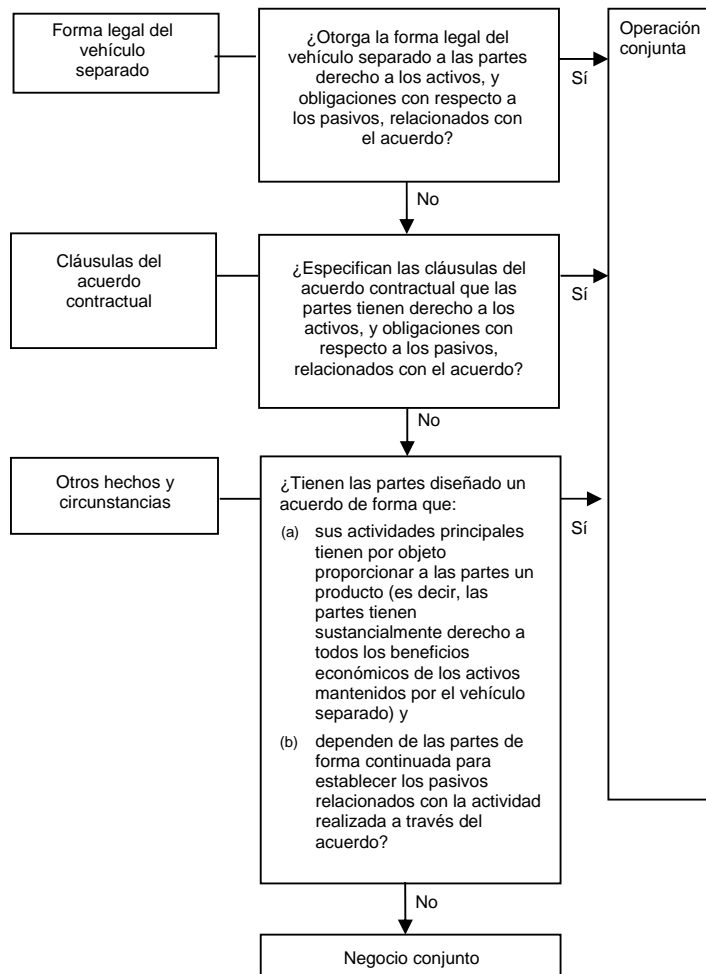 Forma legal del
vehículo
separado
¿Otorga la forma legal del
vehículo separado a las partes
derecho a los activos, y
obligaciones con respecto a
los pasivos, relacionados con
el acuerdo?
Sí
Operación
conjunta
No
Cláusulas del
acuerdo
contractual
¿Especifican las cláusulas del
acuerdo contractual que las
partes tienen derecho a los
activos, y obligaciones con
respecto a los pasivos,
relacionados con el acuerdo?
Sí
No
Otros hechos y
circunstancias
¿Tienen las partes diseñado un
acuerdo de forma que:
(a) sus actividades principales
tienen por objeto
proporcionar a las partes un
producto (es decir, las
partes tienen
sustancialmente derecho a
todos los beneficios
económicos de los activos
mantenidos por el vehículo
separado) y
(b) dependen de las partes de
forma continuada para
establecer los pasivos
relacionados con la actividad
realizada a través del
acuerdo?
Sí
No
Negocio conjunto